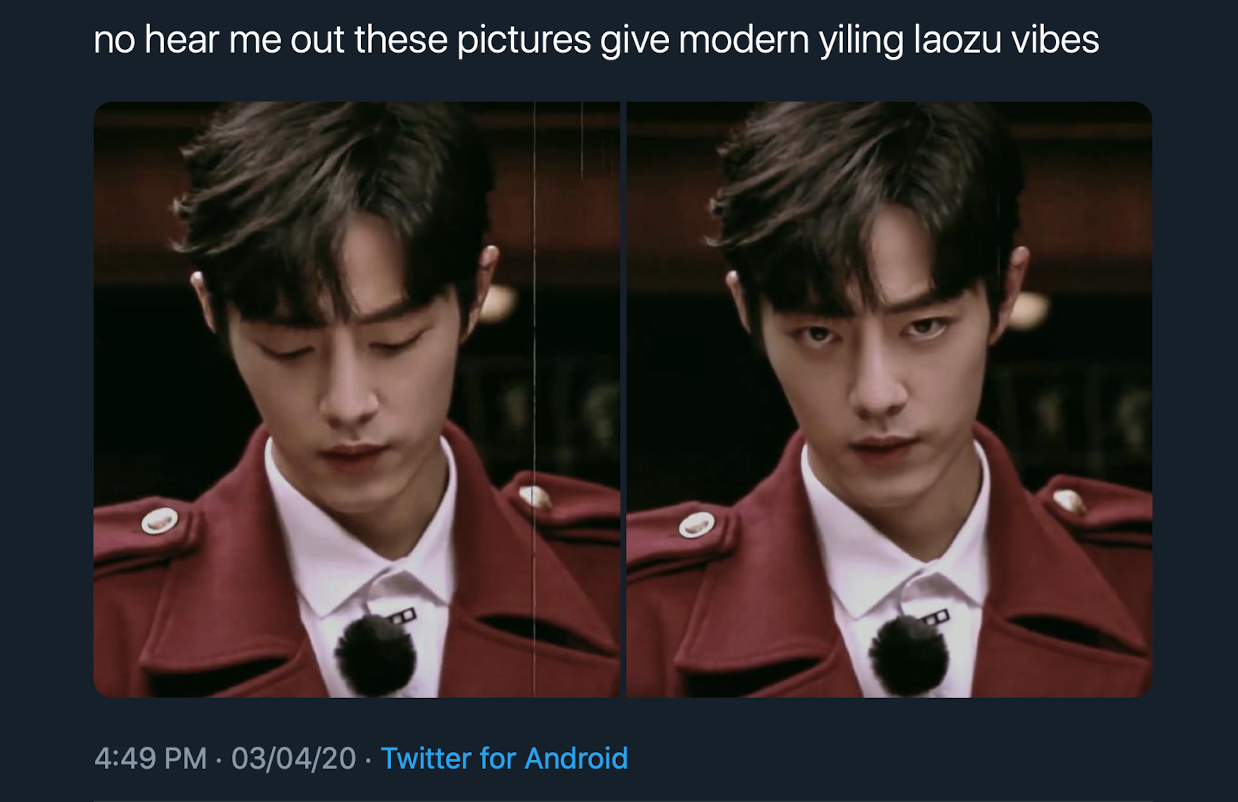 no hear me out these pictures give modern yiling laozu vibes
4:49 PM · 03/04/20 · Twitter for Android